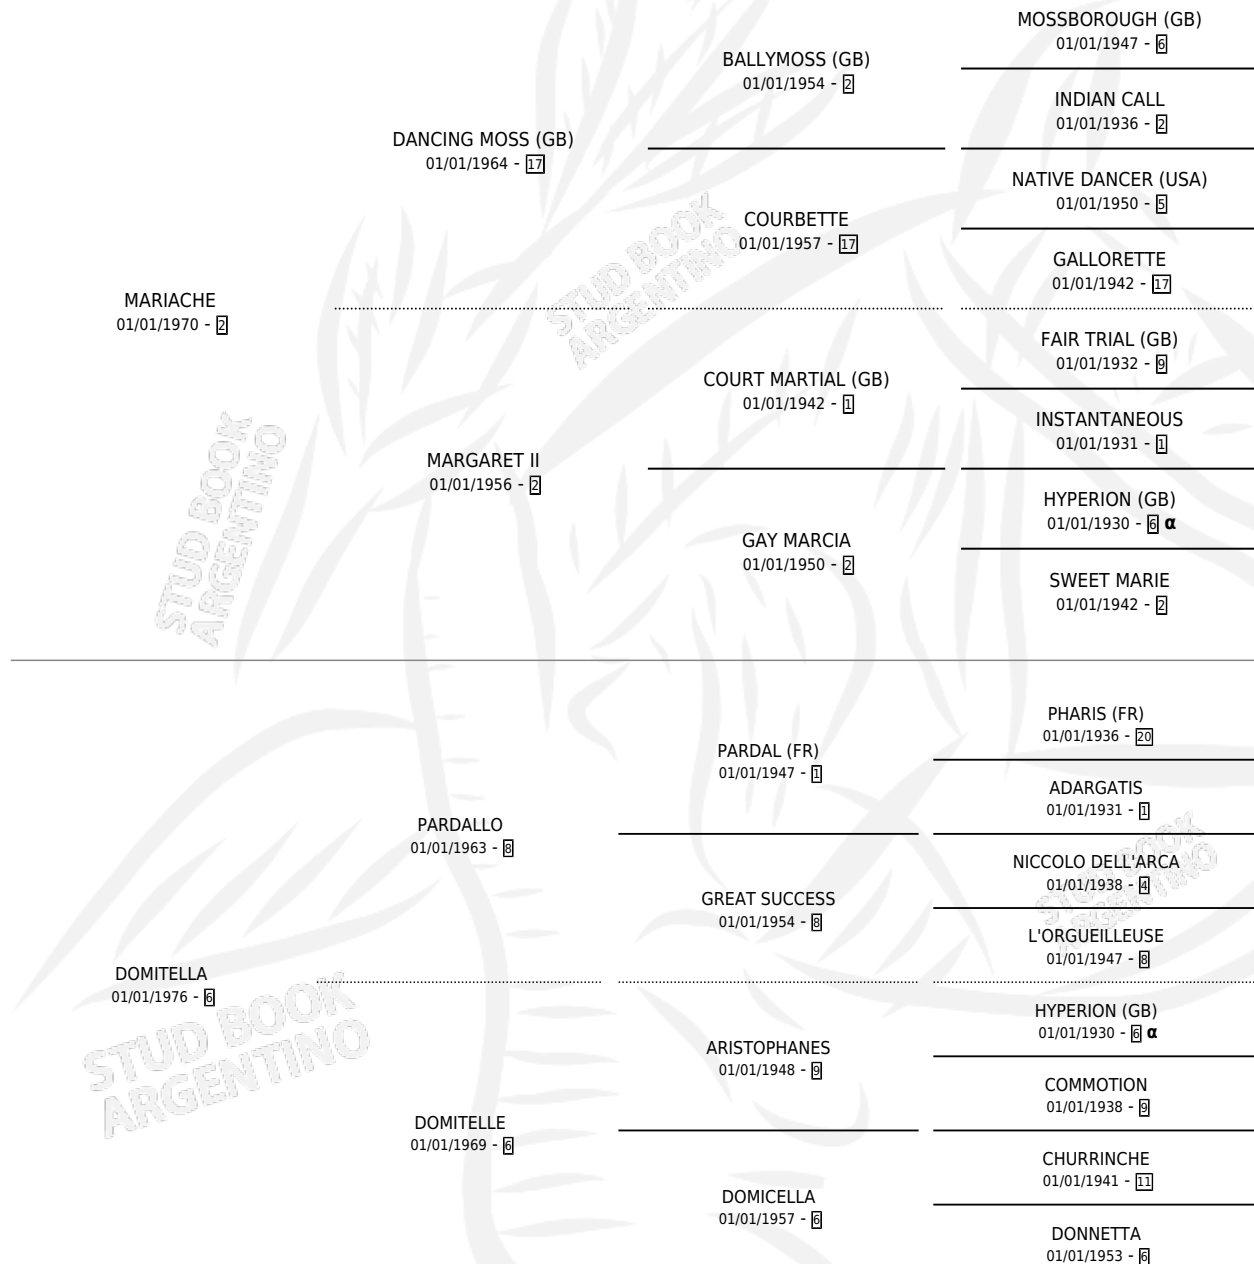 MOSSBOROUGH (GB)
01/01/1947 - 6
BALLYMOSS (GB)
01/01/1954 - 2
INDIAN CALL
01/01/1936 - 2
DANCING MOSS (GB)
01/01/1964 - 17
NATIVE DANCER (USA)
01/01/1950 - 5
COURBETTE
01/01/1957 - 17
GALLORETTE
01/01/1942 - 17
MARIACHE
01/01/1970 - 2
FAIR TRIAL (GB)
01/01/1932 - 9
COURT MARTIAL (GB)
01/01/1942 - 1
INSTANTANEOUS
01/01/1931 - 1
MARGARET II
01/01/1956 - 2
HYPERION (GB)
01/01/1930 - 6 α
GAY MARCIA
01/01/1950 - 2
SWEET MARIE
01/01/1942 - 2
PHARIS (FR)
01/01/1936 - 20
PARDAL (FR)
01/01/1947 - 1
ADARGATIS
01/01/1931 - 1
PARDALLO
01/01/1963 - 8
NICCOLO DELL'ARCA
01/01/1938 - 4
GREAT SUCCESS
01/01/1954 - 8
L'ORGUEILLEUSE
01/01/1947 - 8
DOMITELLA
01/01/1976 - 6
HYPERION (GB)
01/01/1930 - 6 α
ARISTOPHANES
01/01/1948 - 9
COMMOTION
01/01/1938 - 9
DOMITELLE
01/01/1969 - 6
CHURRINCHE
01/01/1941 - 11
DOMICELLA
01/01/1957 - 6
DONNETTA
01/01/1953 - 6
STUD BOOK
ARGENTINO
STUD BOOK
ARGENTINO
STUD BOOK
ARGENTINO
STUD BOOK
ARGENTINO